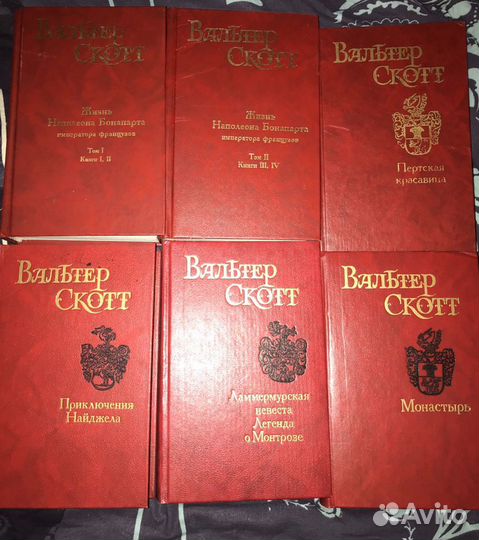 Вальтер
Скотт
Жизнь
Наполеона Бонапарта
императора французов
Том I
Книги I, II
Вальтер
Скотт
Жизнь
Наполеона Бонапарта
императора французов
Том II
Книги III, IV
Вальтер
Скотт
Пертская
красавица
Вальтер
Скотт
Приключения
Найджела
Вальтер
Скотт
Ламмермурская
невеста
Легенда
о Монтрозе
Вальтер
Скотт
Монастырь
Avito